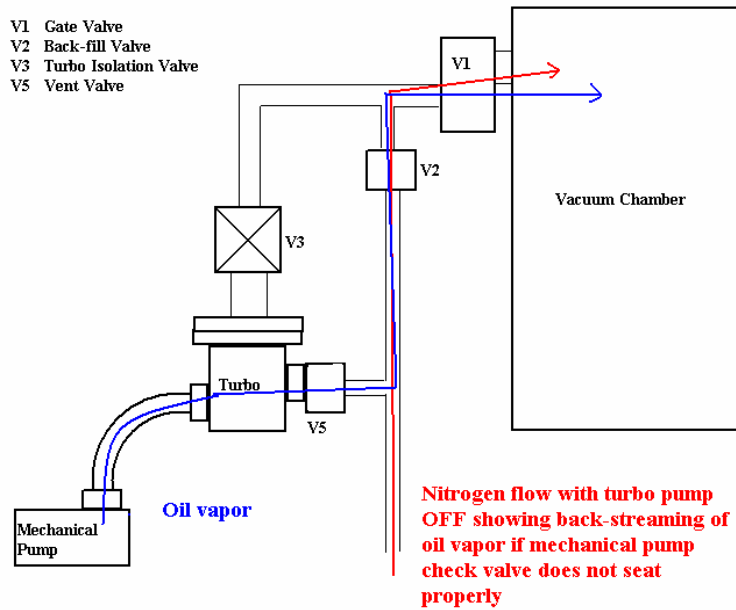 V1 Gate Valve
V2 Back-fill Valve
V3 Turbo Isolation Valve
V5 Vent Valve
V1
V2
Vacuum Chamber
V3
Turbo
V5
Oil vapor
Mechanical
Pump
Nitrogen flow with turbo pump
OFF showing back-streaming of
oil vapor if mechanical pump
check valve does not seat
properly